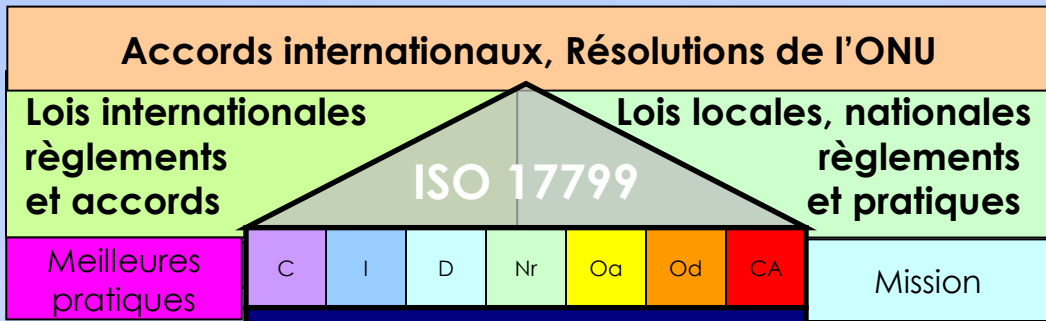 Accords internationaux, Résolutions de l’ONU
Lois internationales
règlements
et accords
Lois locales, nationales
règlements
et pratiques
ISO 17799
Meilleures
pratiques
C I D Nr Oa Od CA
Mission